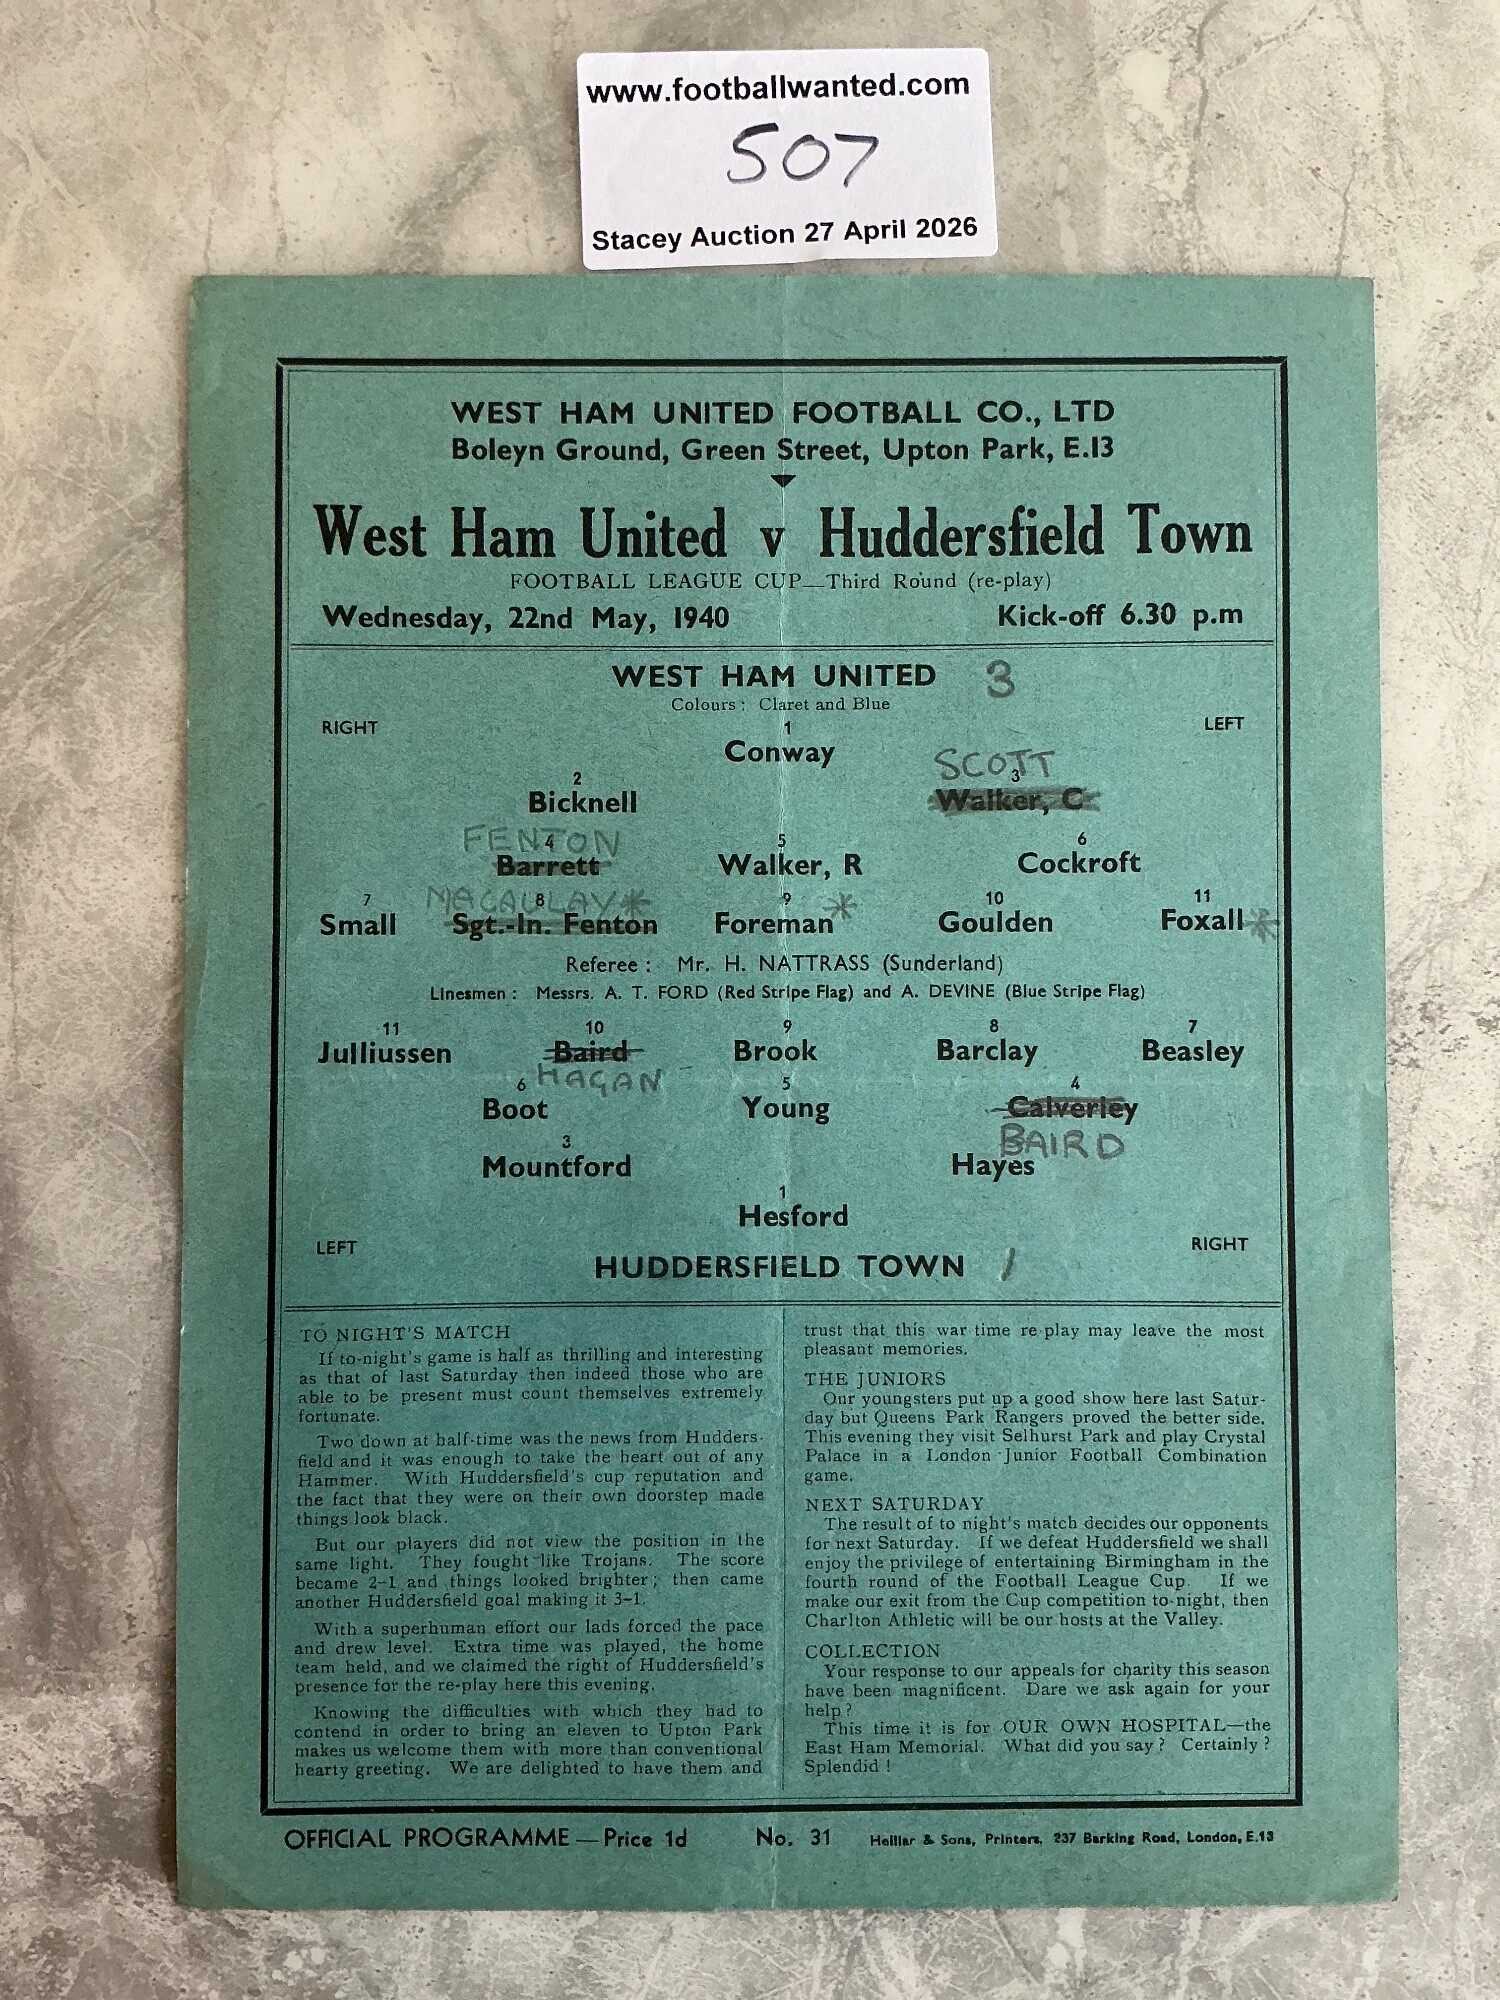 www.footballwanted.com
507
Stacey Auction 27 April 2026
WEST HAM UNITED FOOTBALL CO., LTD
Boleyn Ground, Green Street, Upton Park, E.13
West Ham United v Huddersfield Town
FOOTBALL LEAGUE CUP—Third Round (re-play)
Wednesday, 22nd May, 1940 Kick-off 6.30 p.m
WEST HAM UNITED 3
Colours : Claret and Blue
RIGHT 1 LEFT
Conway
SCOTT
2 3
Bicknell Walker, C
FENTON
4 5 6
Barrett Walker, R Cockroft
MACAULAY *
7 8 9 10 11
Small Sgt.-In. Fenton Foreman * Goulden Foxall *
Referee : Mr. H. NATTRASS (Sunderland)
Linesmen : Messrs. A. T. FORD (Red Stripe Flag) and A. DEVINE (Blue Stripe Flag)
11 10 9 8 7
Julliussen Baird Brook Barclay Beasley
HAGAN
6 5 4
Boot Young Calverley
BAIRD
3
Mountford Hayes
1
Hesford
LEFT RIGHT
HUDDERSFIELD TOWN 1
TO NIGHT'S MATCH
If to-night's game is half as thrilling and interesting
as that of last Saturday then indeed those who are
able to be present must count themselves extremely
fortunate.
Two down at half-time was the news from Hudders-
field and it was enough to take the heart out of any
Hammer. With Huddersfield's cup reputation and
the fact that they were on their own doorstep made
things look black.
But our players did not view the position in the
same light. They fought like Trojans. The score
became 2-1 and things looked brighter ; then came
another Huddersfield goal making it 3-1.
With a superhuman effort our lads forced the pace
and drew level. Extra time was played, the home
team held, and we claimed the right of Huddersfield's
presence for the re-play here this evening.
Knowing the difficulties with which they had to
contend in order to bring an eleven to Upton Park
makes us welcome them with more than conventional
hearty greeting. We are delighted to have them and
trust that this war time re-play may leave the most
pleasant memories.
THE JUNIORS
Our youngsters put up a good show here last Satur-
day but Queens Park Rangers proved the better side.
This evening they visit Selhurst Park and play Crystal
Palace in a London Junior Football Combination
game.
NEXT SATURDAY
The result of to night's match decides our opponents
for next Saturday. If we defeat Huddersfield we shall
enjoy the privilege of entertaining Birmingham in the
fourth round of the Football League Cup. If we
make our exit from the Cup competition to-night, then
Charlton Athletic will be our hosts at the Valley.
COLLECTION
Your response to our appeals for charity this season
have been magnificent. Dare we ask again for your
help ?
This time it is for OUR OWN HOSPITAL—the
East Ham Memorial. What did you say ? Certainly ?
Splendid !
OFFICIAL PROGRAMME — Price 1d No. 31 Helliar & Sons, Printers, 237 Barking Road, London, E.13